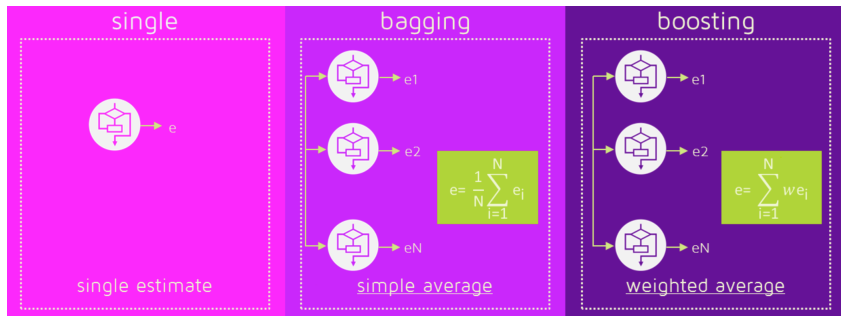 single
e
single estimate
bagging
e1
e2
eN
e= 1/N N∑i=1 ei
simple average
boosting
e1
e2
eN
e= N∑i=1 wei
weighted average